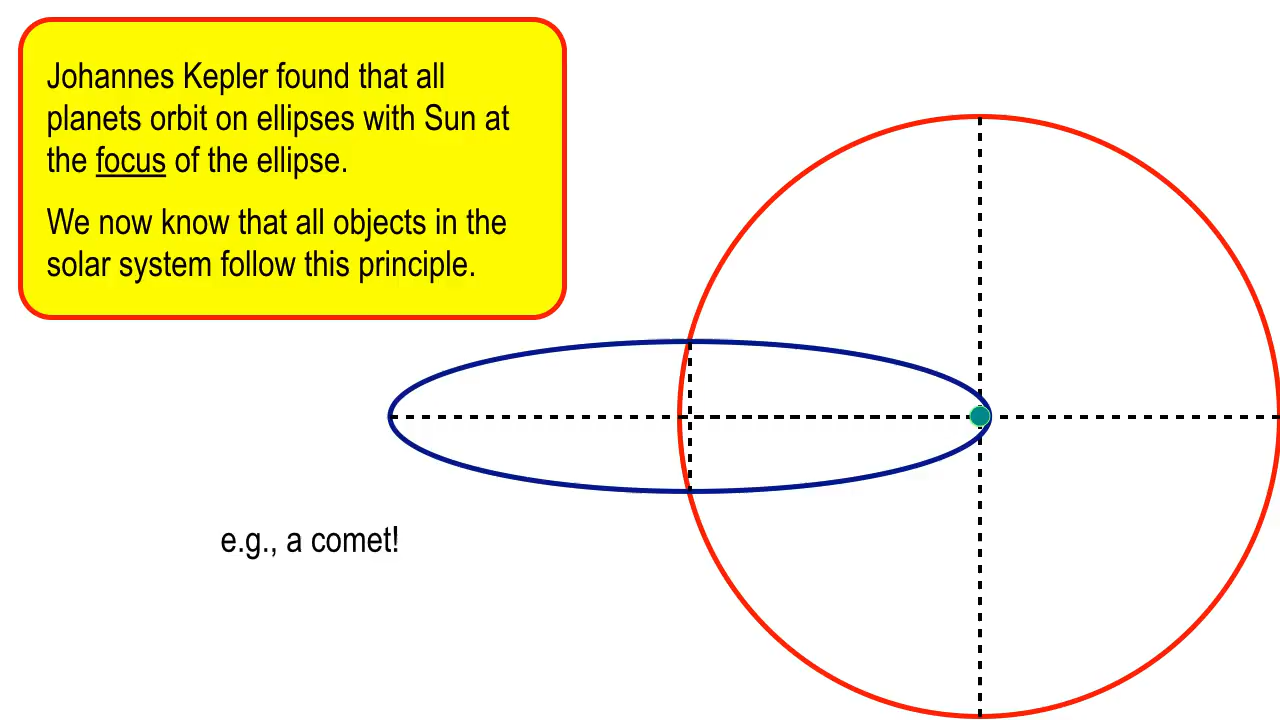 Johannes Kepler found that all
planets orbit on ellipses with Sun at
the focus of the ellipse.
We now know that all objects in the
solar system follow this principle.
e.g., a comet!